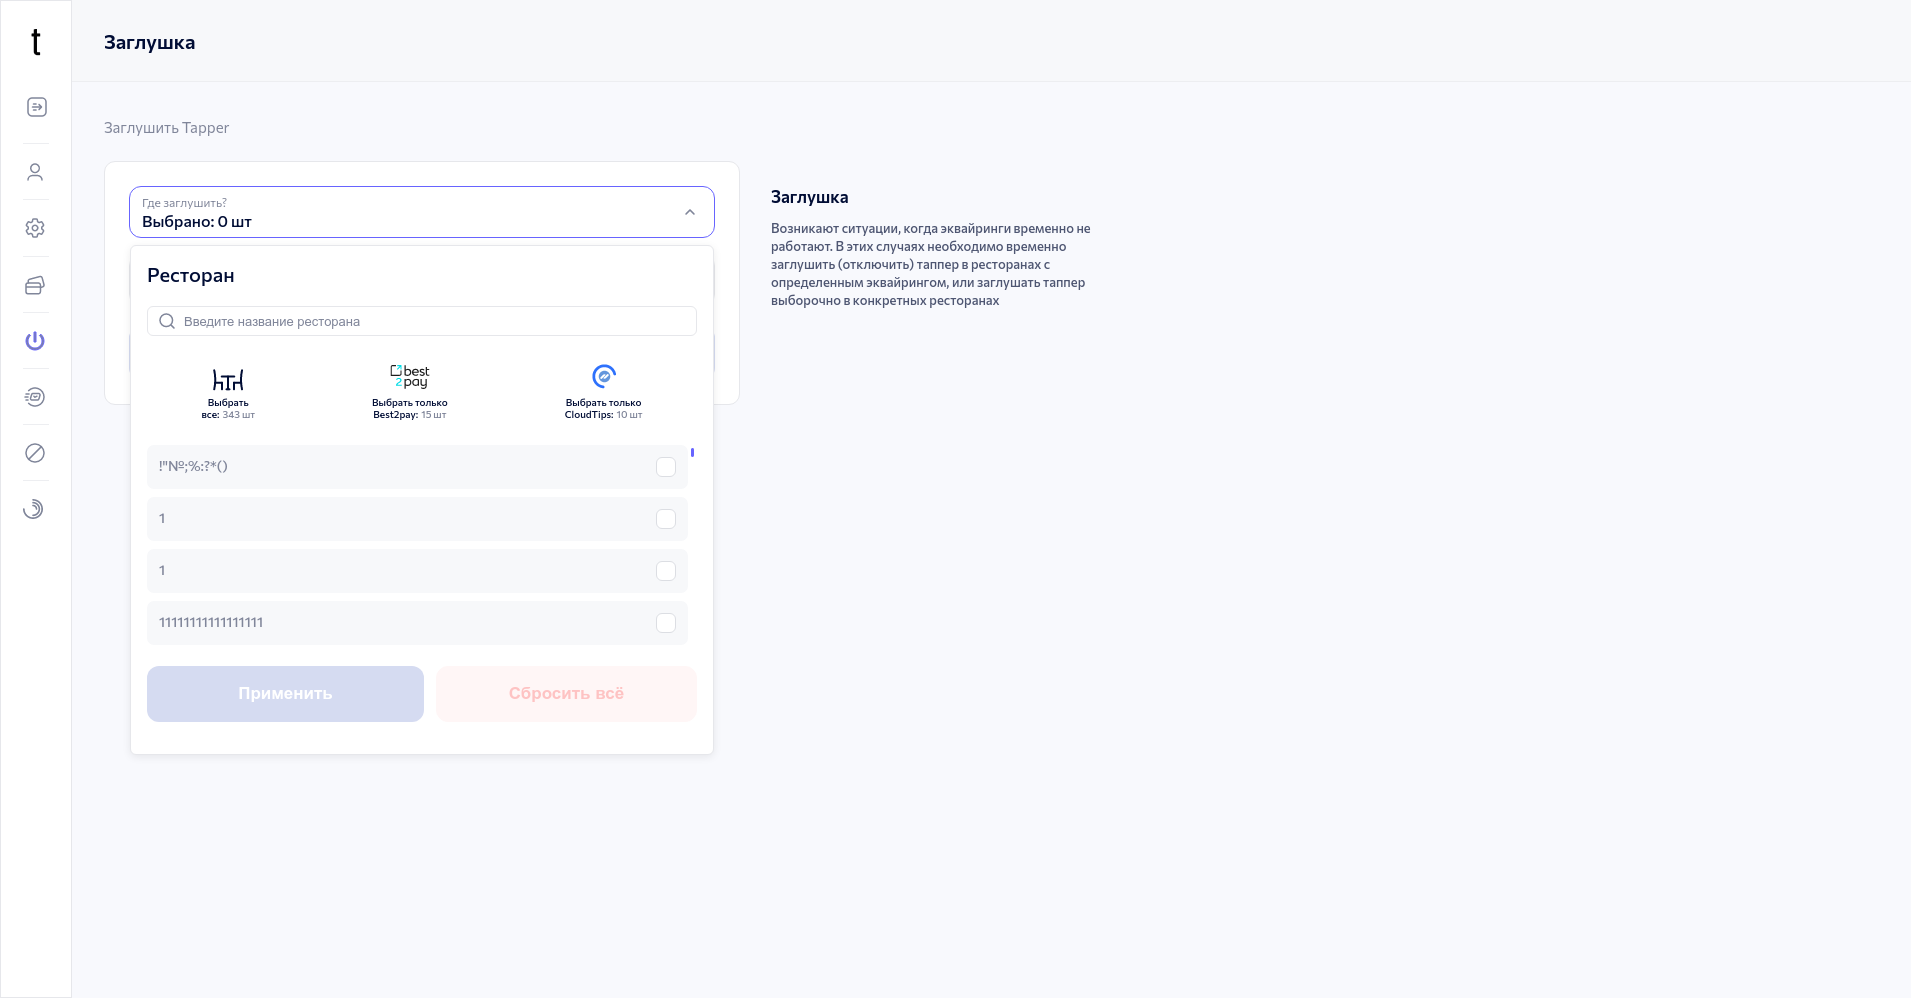 t
Заглушка
Заглушить Tapper
Где заглушить?
Выбрано: 0 шт
Ресторан
Введите название ресторана
Выбрать
все: 343 шт
best
2pay
Выбрать только
Best2pay: 15 шт
Выбрать только
CloudTips: 10 шт
!"№;%:?*()
1
1
11111111111111111
Применить
Сбросить всё
Заглушка
Возникают ситуации, когда эквайринги временно не
работают. В этих случаях необходимо временно
заглушить (отключить) таппер в ресторанах с
определенным эквайрингом, или заглушать таппер
выборочно в конкретных ресторанах